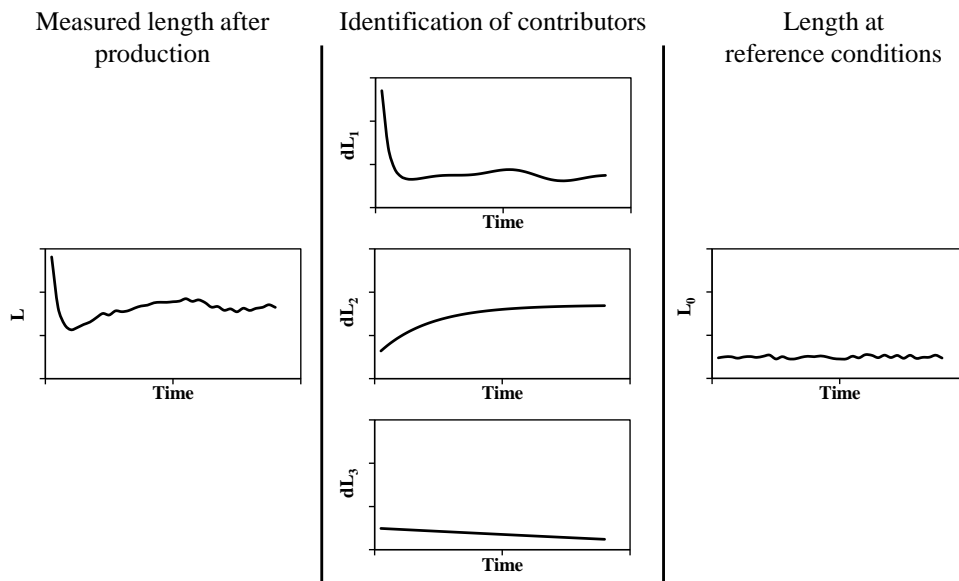 Measured length after
production
Identification of contributors
Length at
reference conditions
dL₁
Time
L
Time
dL₂
Time
dL₃
Time
L₀
Time